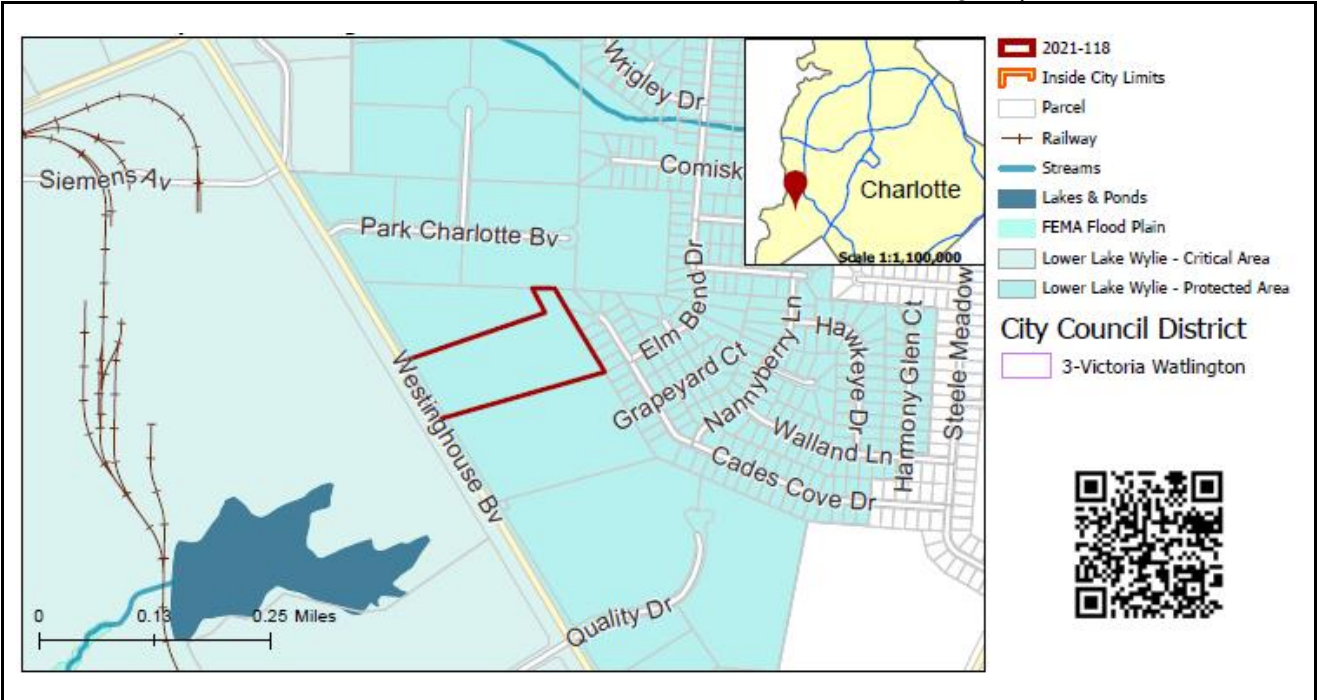 Wrigley Dr
Comisk
Siemens Av
Park Charlotte Bv
Elm Bend Dr
Grapeyard Ct
Nannyberry Ln
Hawkeye Dr
Walland Ln
Harmony Glen Ct
Steele Meadow
Cades Cove Dr
Westinghouse Bv
Quality Dr
0 0.13 0.25 Miles
Charlotte
Scale 1:1,100,000
2021-118
Inside City Limits
Parcel
Railway
Streams
Lakes & Ponds
FEMA Flood Plain
Lower Lake Wylie - Critical Area
Lower Lake Wylie - Protected Area
City Council District
3-Victoria Watlington